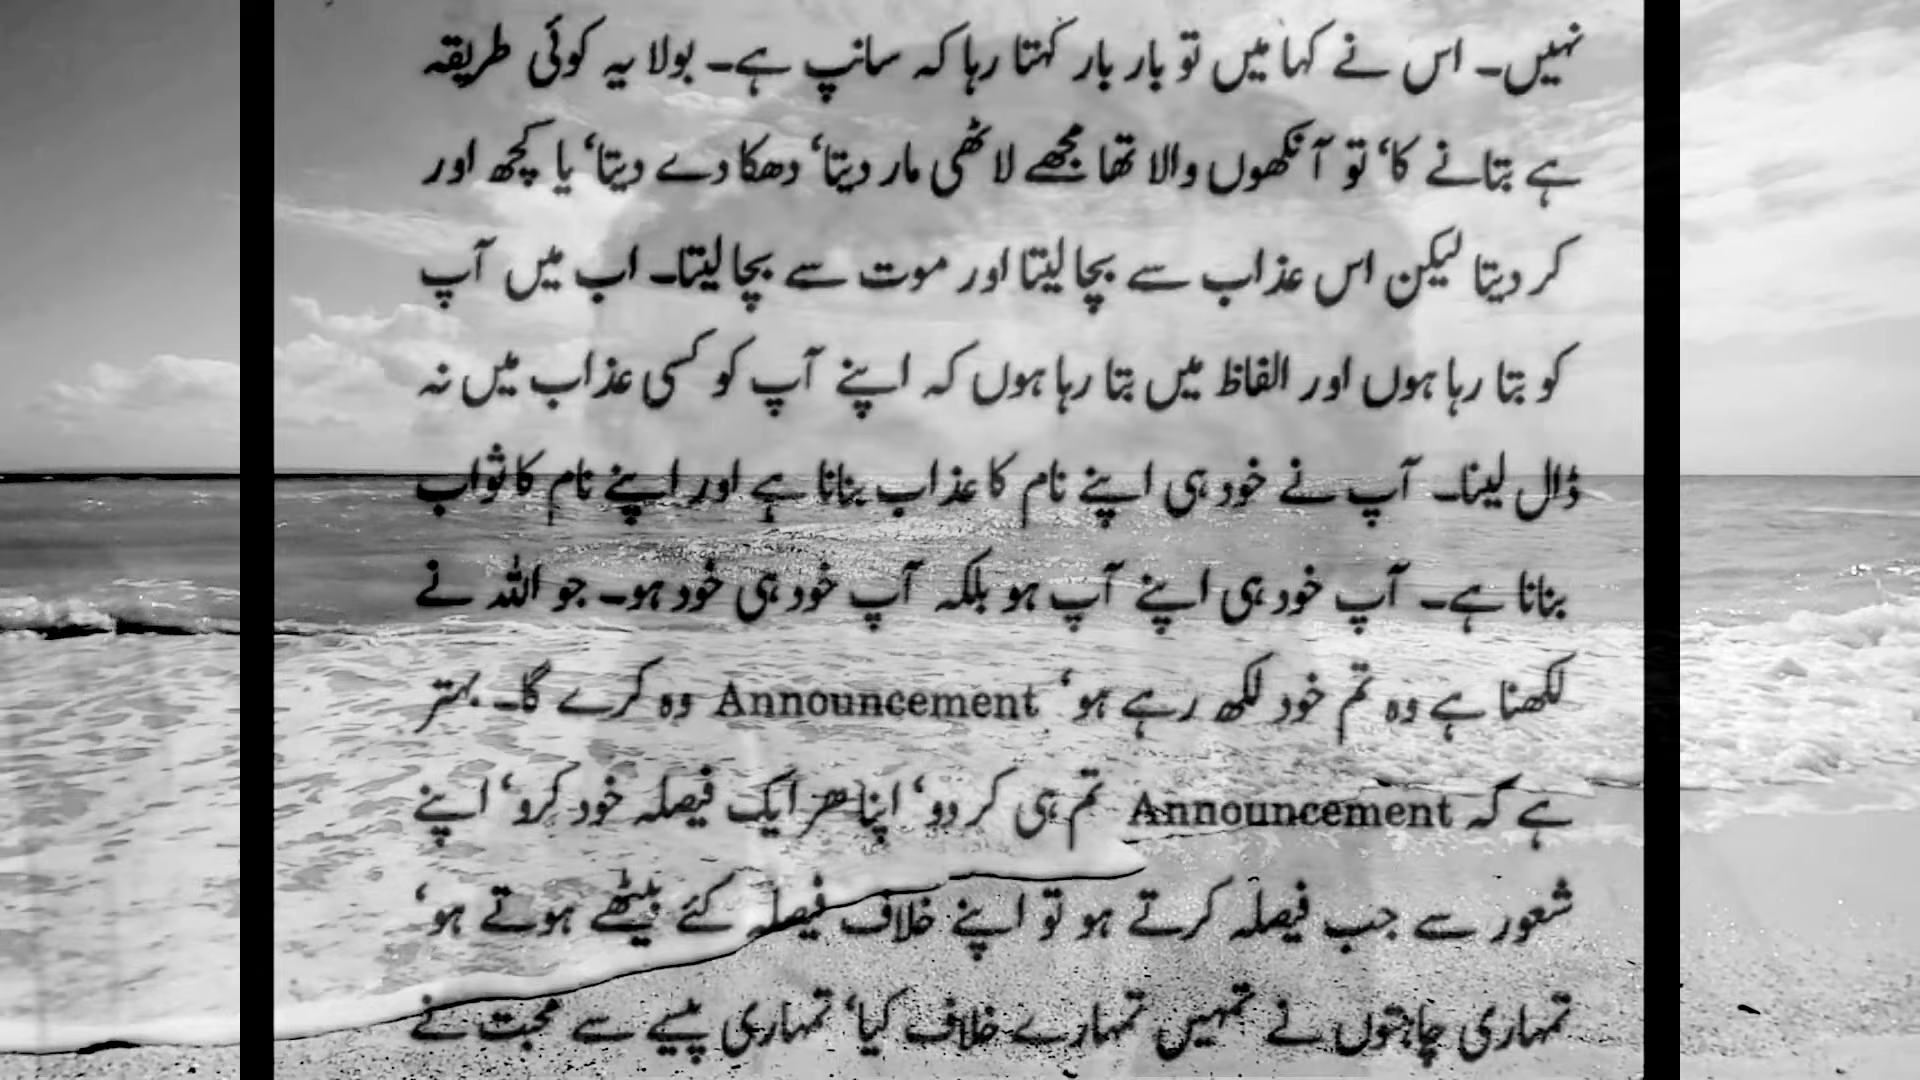 نہیں۔ اس نے کہا میں تو بار بار کہتا رہا کہ سانپ ہے۔ بولا یہ کوئی طریقہ
ہے بتانے کا‘ تو آنکھوں والا تھا مجھے لاٹھی مار دیتا‘ دھکا دے دیتا‘ یا کچھ اور
کر دیتا لیکن اس عذاب سے بچا لیتا اور موت سے بچا لیتا۔ اب میں آپ
کو بتا رہا ہوں اور الفاظ میں بتا رہا ہوں کہ اپنے آپ کو کسی عذاب میں نہ
ڈال لینا۔ آپ نے خود ہی اپنے نام کا عذاب بنانا ہے اور اپنے نام کا ثواب
بنانا ہے۔ آپ خود ہی اپنے آپ ہو بلکہ آپ خود ہی خود ہو۔ جو اللہ نے
لکھنا ہے وہ تم خود لکھ رہے ہو‘ Announcement وہ کرے گا۔ بہتر
ہے کہ Announcement تم ہی کر دو‘ اپنا ہر ایک فیصلہ خود کرو‘ اپنے
شعور سے جب فیصلہ کرتے ہو تو اپنے خلاف فیصلہ کئے بیٹھے ہوتے ہو‘
تمہاری چاہتوں نے تمہیں تمہارے خلاف کیا‘ تمہاری پیسے سے محبت نے